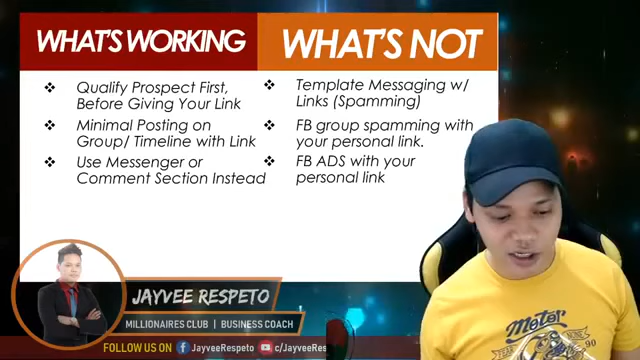 WHAT'S WORKING
WHAT'S NOT
Qualify Prospect First,
Before Giving Your Link
Minimal Posting on
Group/ Timeline with Link
Use Messenger or
Comment Section Instead
Template Messaging w/
Links (Spamming)
FB group spamming with
your personal link.
FB ADS with your
personal link
JAYVEE RESPETO
MILLIONAIRES CLUB | BUSINESS COACH
FOLLOW US ON JayveeRespeto c/JayveeRes
Moter
90